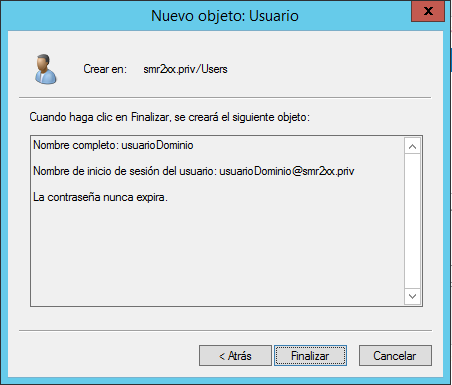 Nuevo objeto: Usuario
x
Crear en: smr2xx.priv/Users
Cuando haga clic en Finalizar, se creará el siguiente objeto:
Nombre completo: usuarioDominio
Nombre de inicio de sesión del usuario: usuarioDominio@smr2xx.priv
La contraseña nunca expira.
< Atrás Finalizar Cancelar